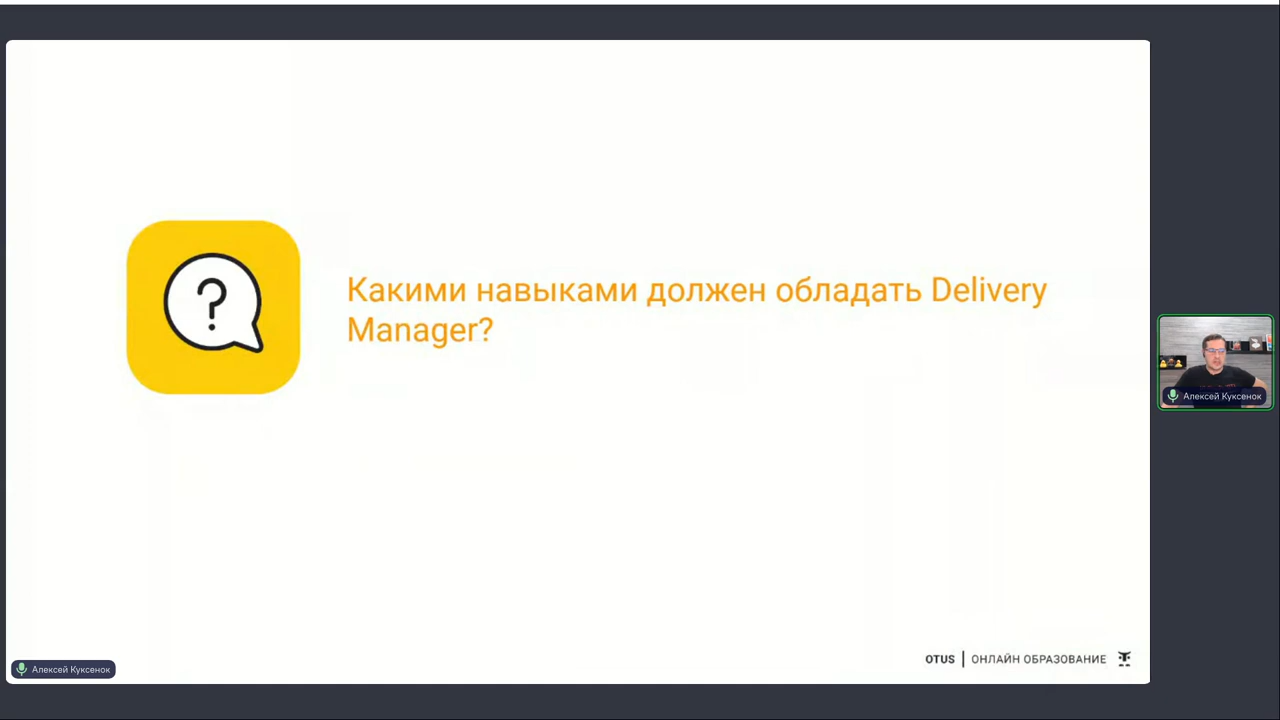 Какими навыками должен обладать Delivery
Manager?
Алексей Куксенок
OTUS | ОНЛАЙН ОБРАЗОВАНИЕ
Алексей Куксенок